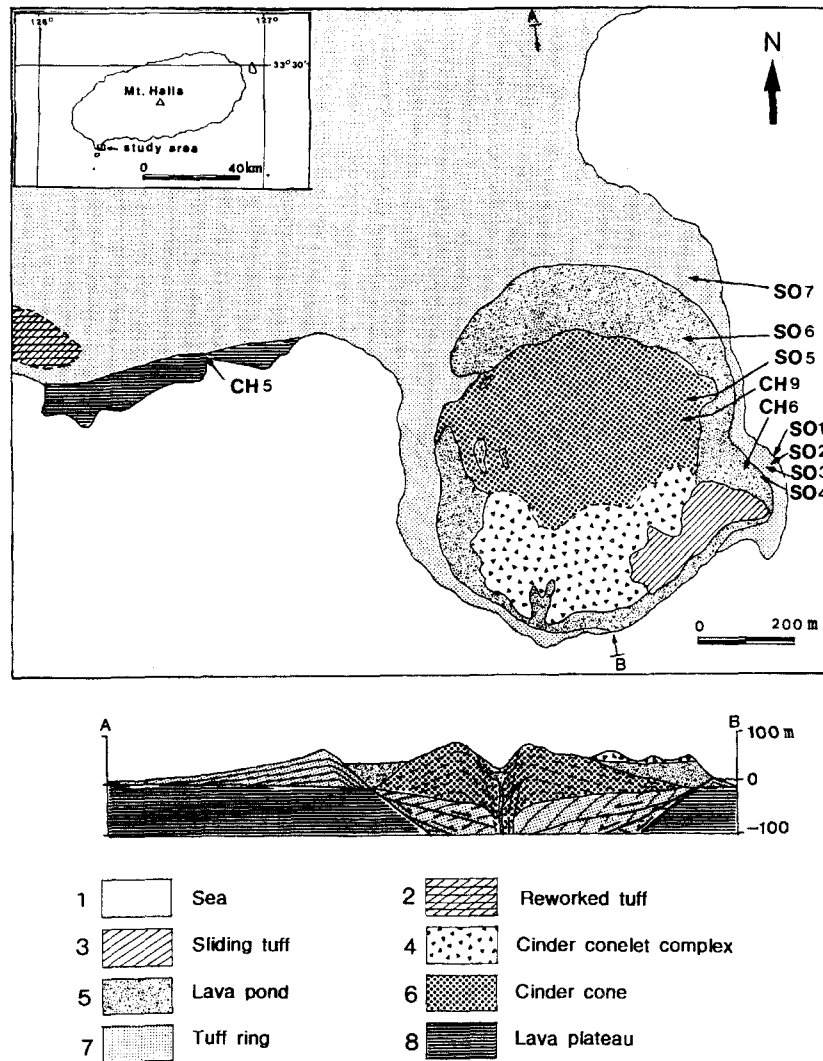 126°
127°
33°30'
Mt. Halla
study area
0 40km
A
N
SO7
SO6
SO5
CH9
CH6
SO1
SO2
SO3
SO4
CH5
0 200 m
B
A
B
100 m
0
-100
1 Sea
2 Reworked tuff
3 Sliding tuff
4 Cinder conelet complex
5 Lava pond
6 Cinder cone
7 Tuff ring
8 Lava plateau